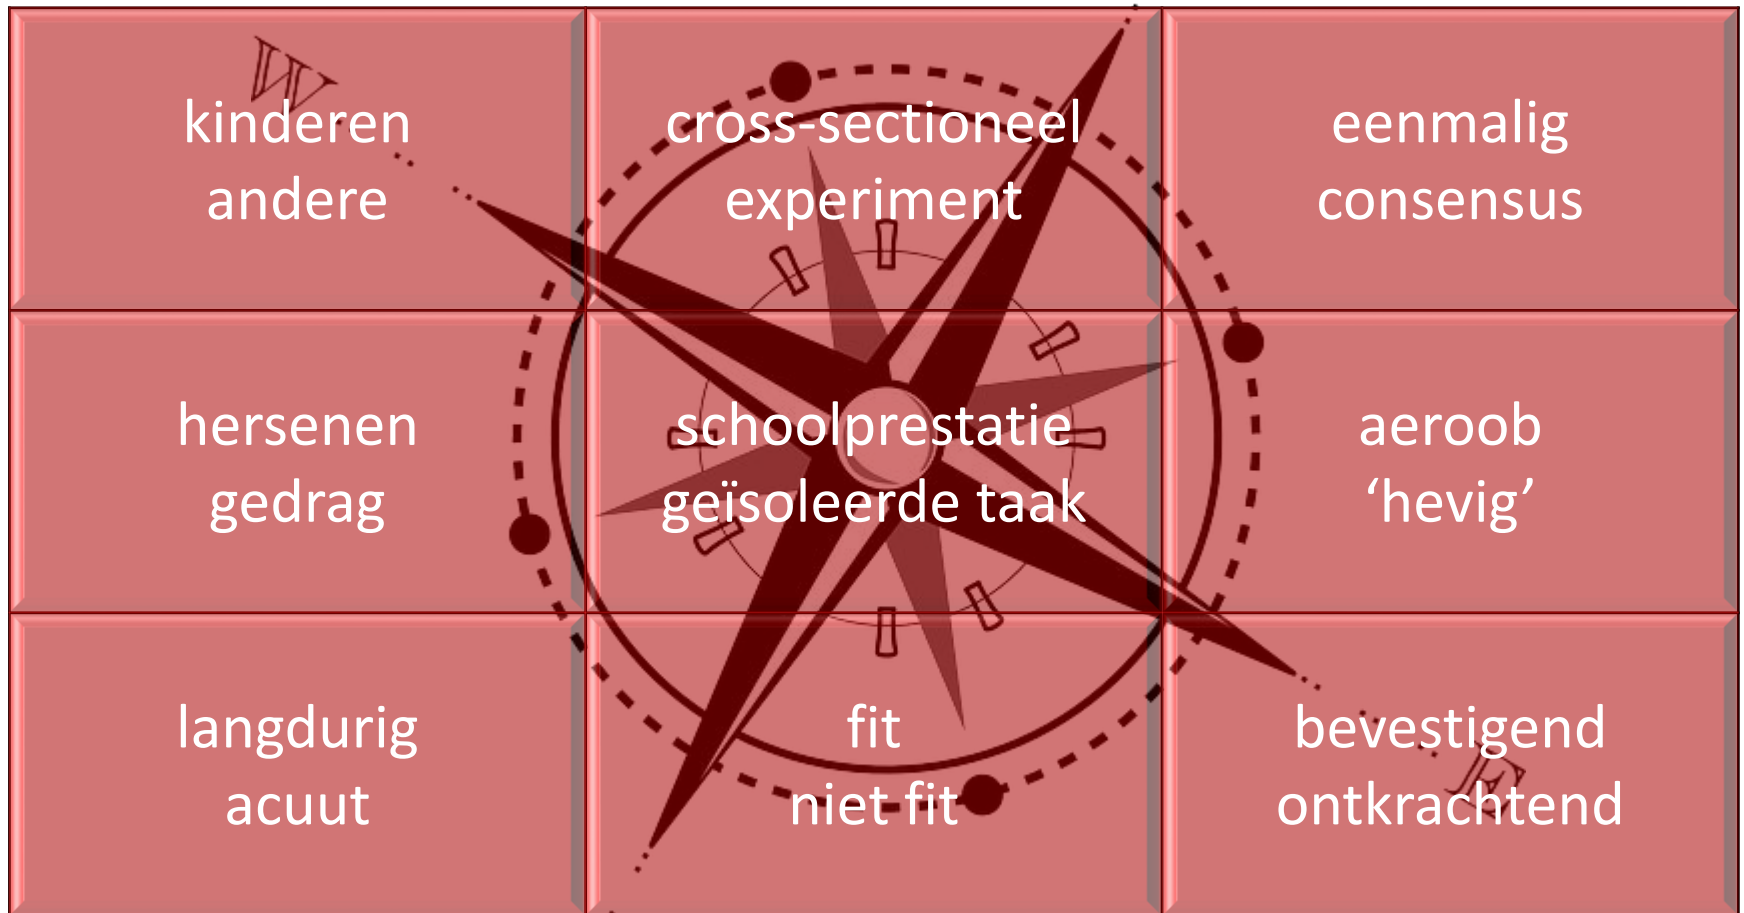 W
kinderen
andere
cross-sectioneel
experiment
eenmalig
consensus
hersenen
gedrag
schoolprestatie
geïsoleerde taak
aeroob
‘hevig’
langdurig
acuut
fit
niet fit
bevestigend
ontkrachtend
E